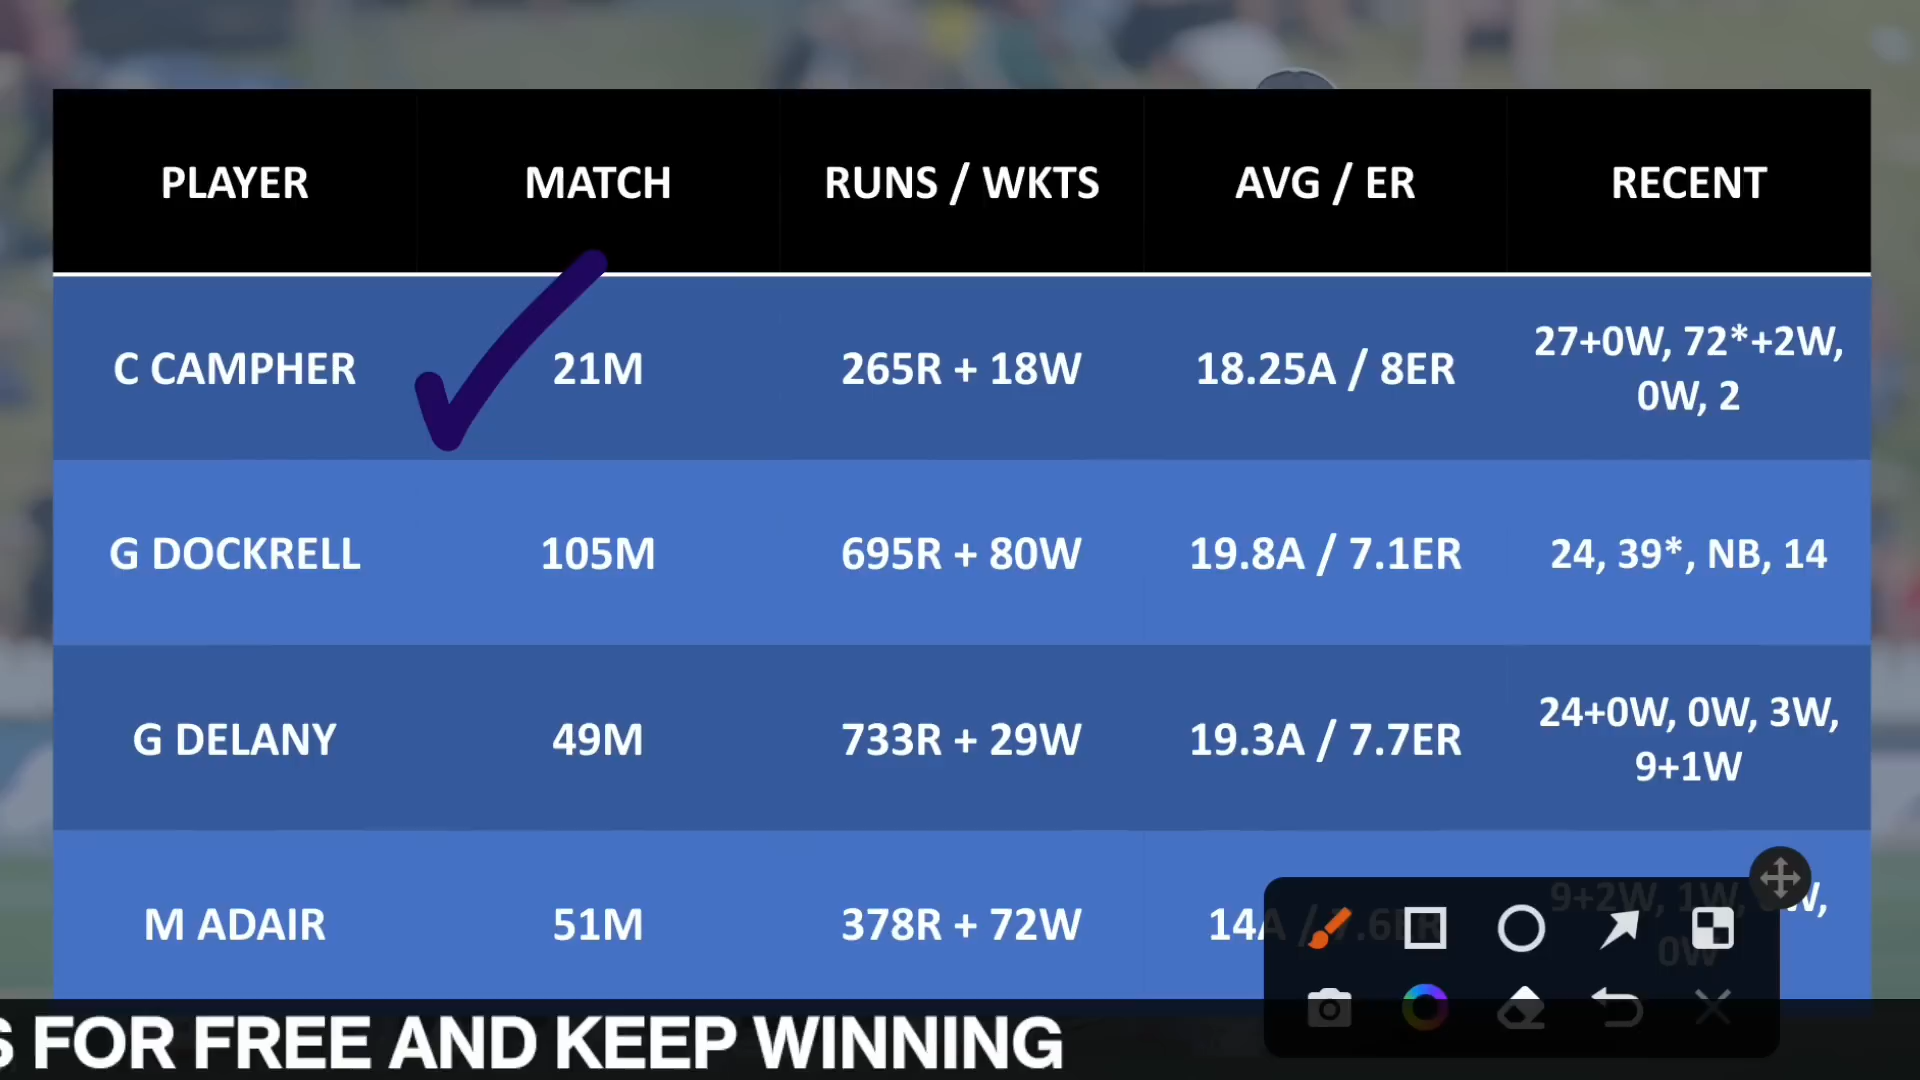 PLAYER MATCH RUNS / WKTS AVG / ER RECENT
C CAMPHER 21M 265R + 18W 18.25A / 8ER 27+0W, 72*+2W,
0W, 2
G DOCKRELL 105M 695R + 80W 19.8A / 7.1ER 24, 39*, NB, 14
G DELANY 49M 733R + 29W 19.3A / 7.7ER 24+0W, 0W, 3W,
9+1W
M ADAIR 51M 378R + 72W 14A / 7.6ER 9+2W, 1W,
0W
S FOR FREE AND KEEP WINNING